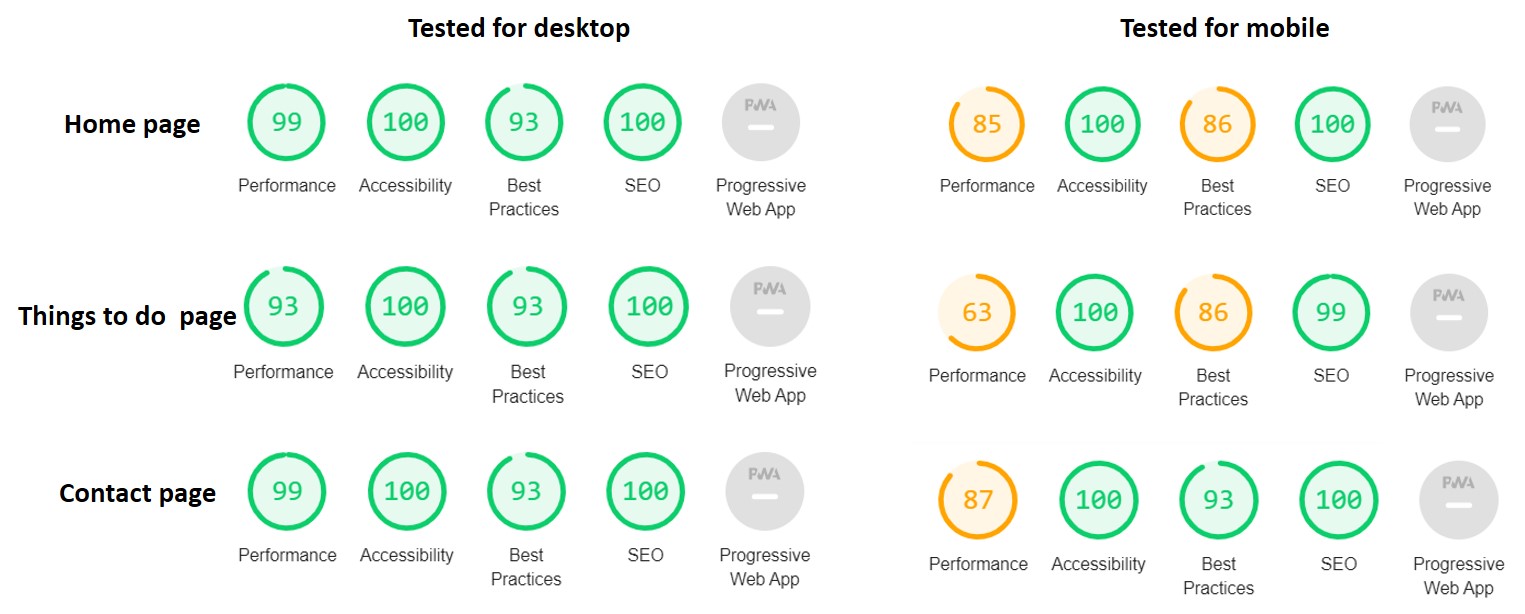 Tested for desktop
Tested for mobile
Home page
99
100
93
100
PWA
Performance
Accessibility
Best
Practices
SEO
Progressive
Web App
85
100
86
100
PWA
Performance
Accessibility
Best
Practices
SEO
Progressive
Web App
Things to do  page
93
100
93
100
PWA
Performance
Accessibility
Best
Practices
SEO
Progressive
Web App
63
100
86
99
PWA
Performance
Accessibility
Best
Practices
SEO
Progressive
Web App
Contact page
99
100
93
100
PWA
Performance
Accessibility
Best
Practices
SEO
Progressive
Web App
87
100
93
100
PWA
Performance
Accessibility
Best
Practices
SEO
Progressive
Web App